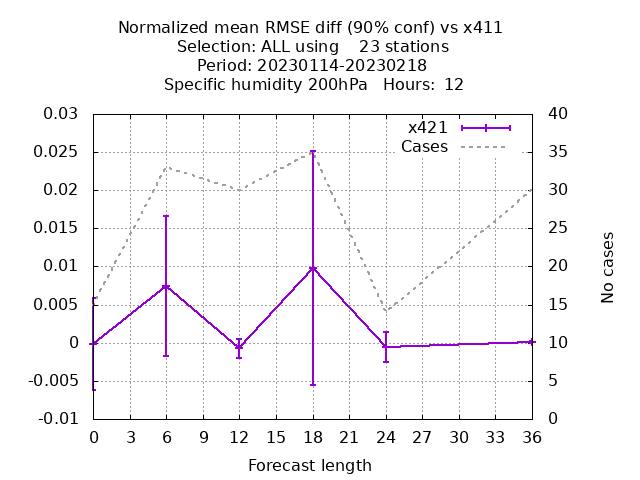 Normalized mean RMSE diff (90% conf) vs x411
Selection: ALL using    23 stations
Period: 20230114-20230218
Specific humidity 200hPa   Hours:  12
x421
Cases
0.03
0.025
0.02
0.015
0.01
0.005
0
-0.005
-0.01
40
35
30
25
20
15
10
5
0
No cases
0 3 6 9 12 15 18 21 24 27 30 33 36
Forecast length